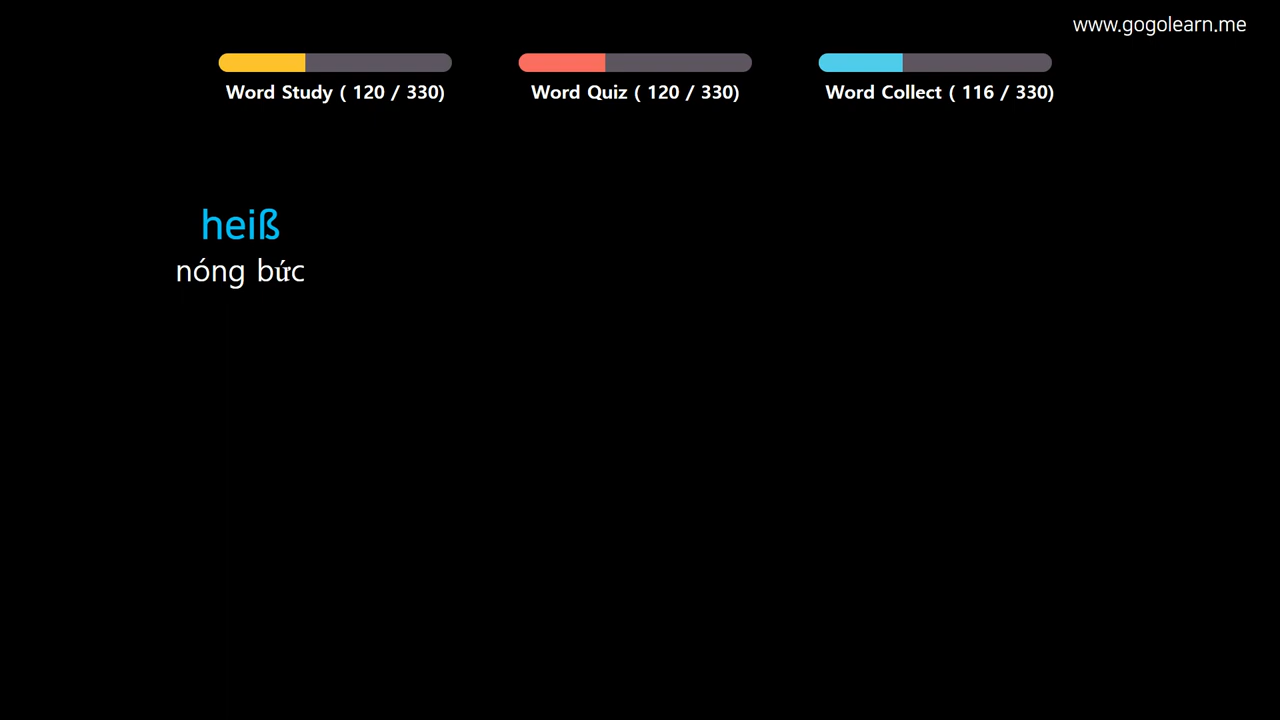 www.gogolearn.me
Word Study ( 120 / 330)
Word Quiz ( 120 / 330)
Word Collect ( 116 / 330)
heiß
nóng bức